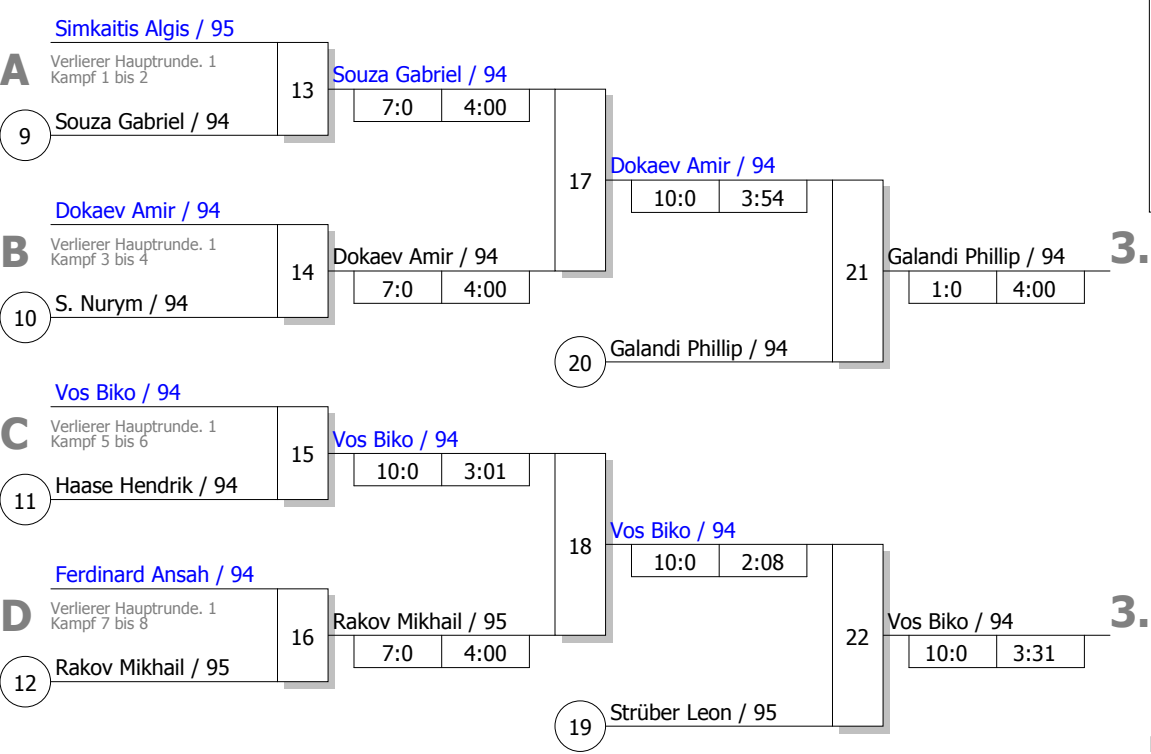 Simkaitis Algis / 95
A
Verlierer Hauptrunde. 1
Kampf 1 bis 2
13
Souza Gabriel / 94
7:0 4:00
9
Souza Gabriel / 94
17
Dokaev Amir / 94
10:0 3:54
Dokaev Amir / 94
B
Verlierer Hauptrunde. 1
Kampf 3 bis 4
14
Dokaev Amir / 94
7:0 4:00
10
S. Nurym / 94
21
Galandi Phillip / 94
1:0 4:00
3.
20
Galandi Phillip / 94
Vos Biko / 94
C
Verlierer Hauptrunde. 1
Kampf 5 bis 6
15
Vos Biko / 94
10:0 3:01
11
Haase Hendrik / 94
18
Vos Biko / 94
10:0 2:08
Ferdinard Ansah / 94
D
Verlierer Hauptrunde. 1
Kampf 7 bis 8
16
Rakov Mikhail / 95
7:0 4:00
12
Rakov Mikhail / 95
22
Vos Biko / 94
10:0 3:31
3.
19
Strüber Leon / 95